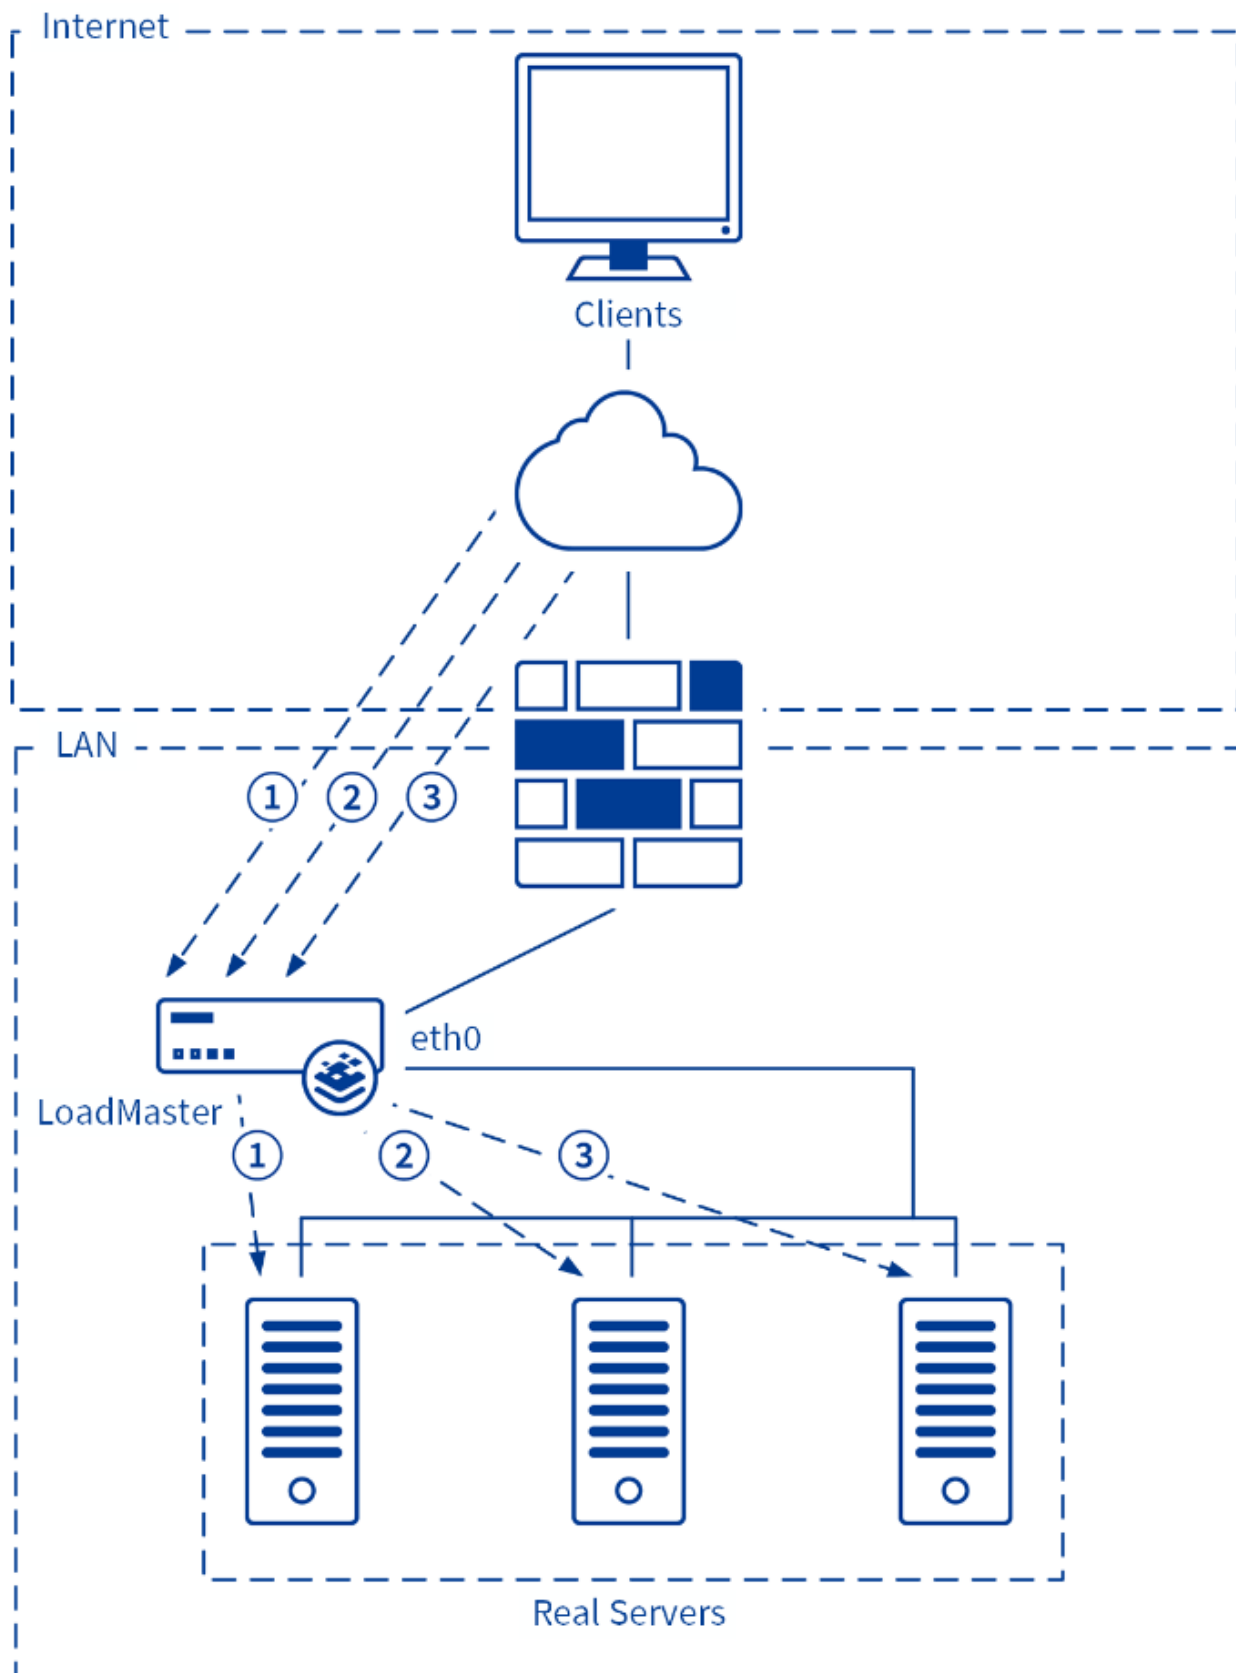 Internet
Clients
LAN
1 2 3
eth0
LoadMaster
1 2 3
Real Servers